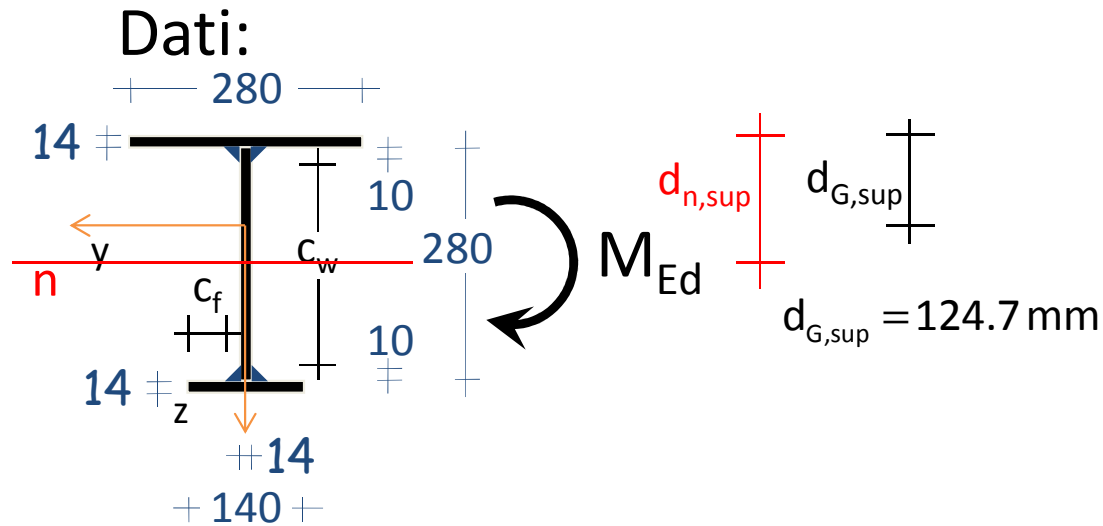 Dati:
280
14
10
d_n,sup
d_G,sup
y
c_w
280
M_Ed
n
c_f
d_G,sup = 124.7 mm
10
14
z
14
140